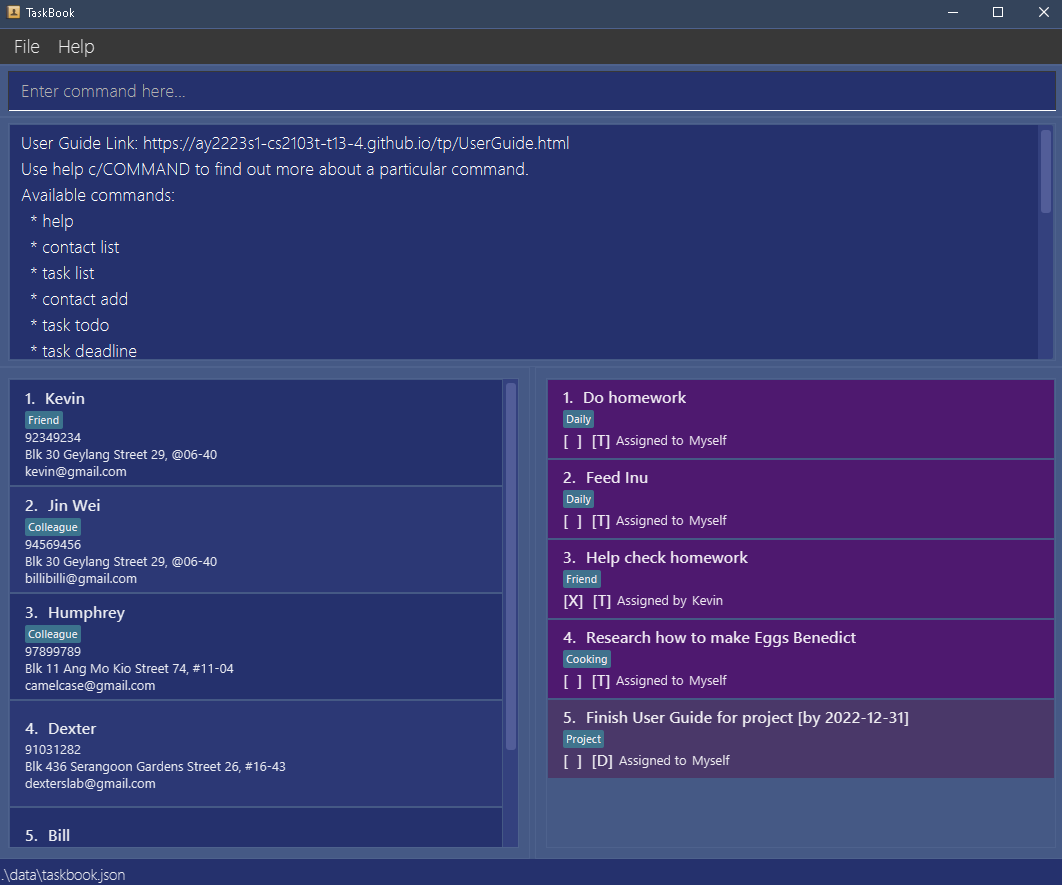 TaskBook
File Help
Enter command here...
User Guide Link: https://ay2223s1-cs2103t-t13-4.github.io/tp/UserGuide.html
Use help c/COMMAND to find out more about a particular command.
Available commands:
* help
* contact list
* task list
* contact add
* task todo
* task deadline
1. Kevin
Friend
92349234
Blk 30 Geylang Street 29, @06-40
kevin@gmail.com
2. Jin Wei
Colleague
94569456
Blk 30 Geylang Street 29, @06-40
billibilli@gmail.com
3. Humphrey
Colleague
97899789
Blk 11 Ang Mo Kio Street 74, #11-04
camelcase@gmail.com
4. Dexter
91031282
Blk 436 Serangoon Gardens Street 26, #16-43
dexterslab@gmail.com
5. Bill
1. Do homework
Daily
[ ] [T] Assigned to Myself
2. Feed Inu
Daily
[ ] [T] Assigned to Myself
3. Help check homework
Friend
[X] [T] Assigned by Kevin
4. Research how to make Eggs Benedict
Cooking
[ ] [T] Assigned to Myself
5. Finish User Guide for project [by 2022-12-31]
Project
[ ] [D] Assigned to Myself
.\data\taskbook.json